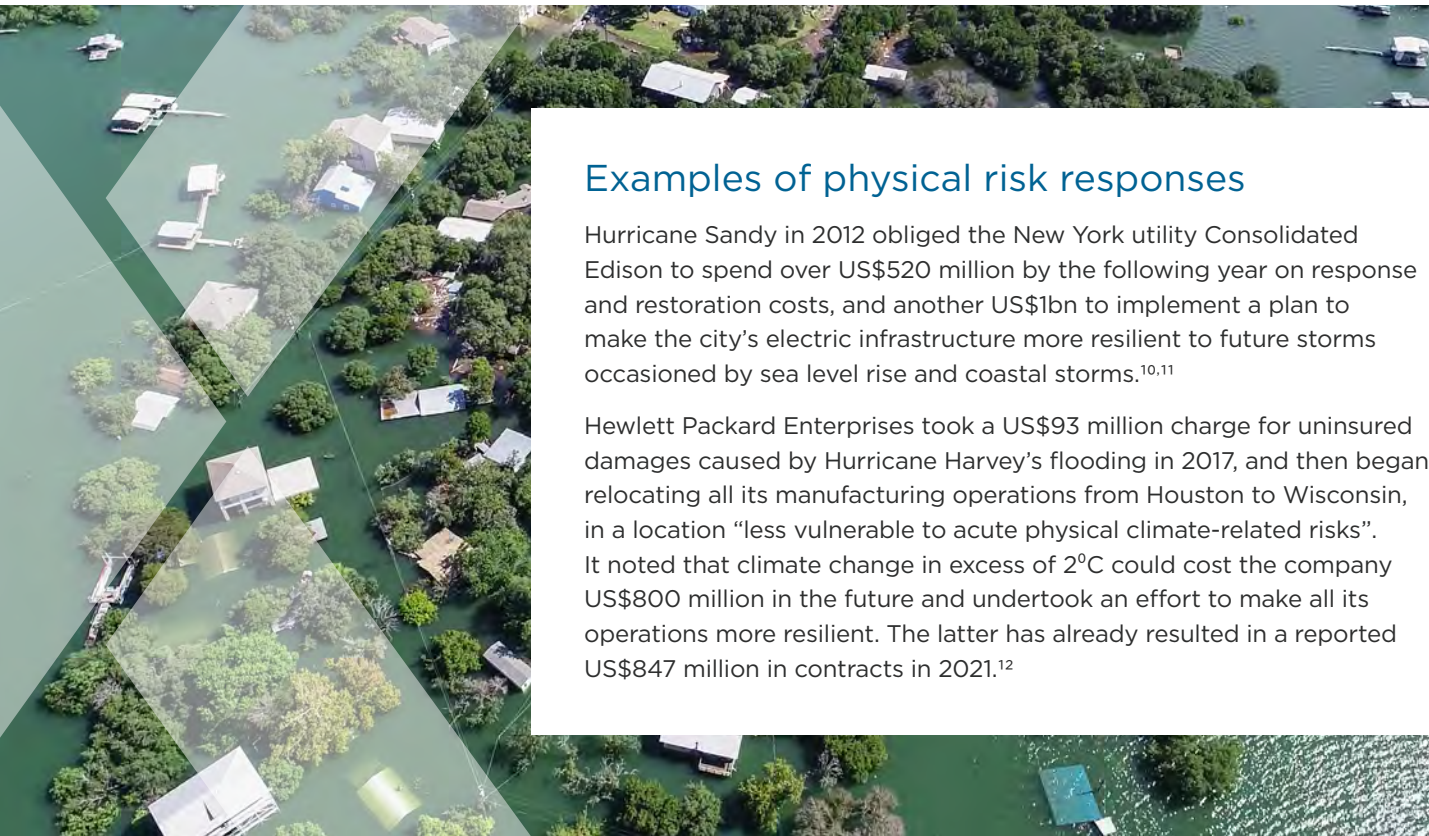 Examples of physical risk responses
Hurricane Sandy in 2012 obliged the New York utility Consolidated
Edison to spend over US$520 million by the following year on response
and restoration costs, and another US$1bn to implement a plan to
make the city’s electric infrastructure more resilient to future storms
occasioned by sea level rise and coastal storms.¹⁰,¹¹
Hewlett Packard Enterprises took a US$93 million charge for uninsured
damages caused by Hurricane Harvey’s flooding in 2017, and then began
relocating all its manufacturing operations from Houston to Wisconsin,
in a location “less vulnerable to acute physical climate-related risks”.
It noted that climate change in excess of 2⁰C could cost the company
US$800 million in the future and undertook an effort to make all its
operations more resilient. The latter has already resulted in a reported
US$847 million in contracts in 2021.¹²